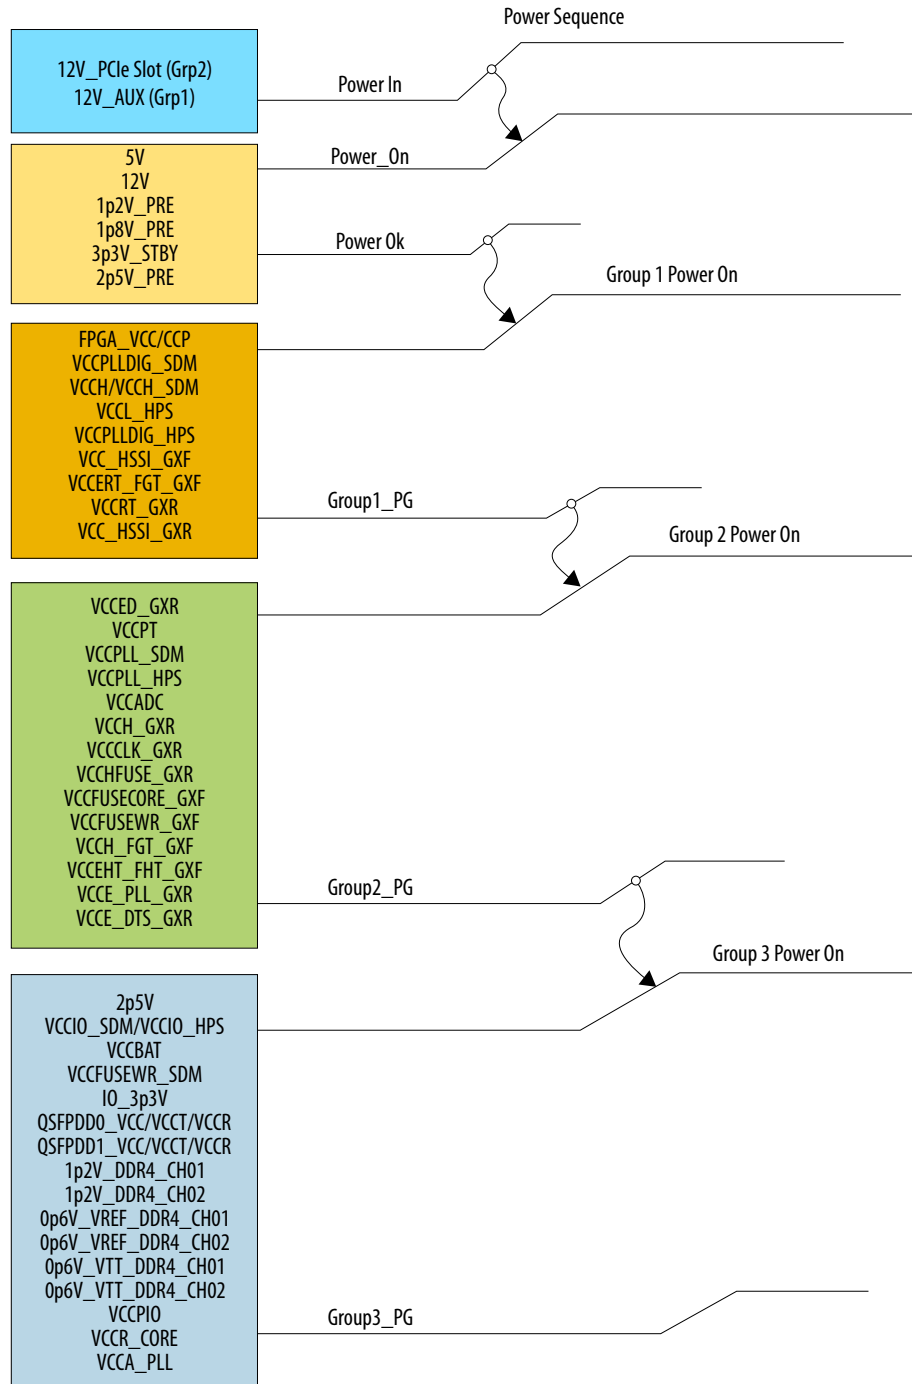 Power Sequence
12V_PCIe Slot (Grp2)
12V_AUX (Grp1)
Power In
5V
12V
1p2V_PRE
1p8V_PRE
3p3V_STBY
2p5V_PRE
Power_On
Power Ok
Group 1 Power On
FPGA_VCC/CCP
VCCPLLDIG_SDM
VCCH/VCCH_SDM
VCCL_HPS
VCCPLLDIG_HPS
VCC_HSSI_GXF
VCCERT_FGT_GXF
VCCRT_GXR
VCC_HSSI_GXR
Group1_PG
Group 2 Power On
VCCED_GXR
VCCPT
VCCPLL_SDM
VCCPLL_HPS
VCCADC
VCCH_GXR
VCCCLK_GXR
VCCHFUSE_GXR
VCCFUSECORE_GXF
VCCFUSEWR_GXF
VCCH_FGT_GXF
VCCEHT_FHT_GXF
VCCE_PLL_GXR
VCCE_DTS_GXR
Group2_PG
Group 3 Power On
2p5V
VCCIO_SDM/VCCIO_HPS
VCCBAT
VCCFUSEWR_SDM
IO_3p3V
QSFPDD0_VCC/VCCT/VCCR
QSFPDD1_VCC/VCCT/VCCR
1p2V_DDR4_CH01
1p2V_DDR4_CH02
0p6V_VREF_DDR4_CH01
0p6V_VREF_DDR4_CH02
0p6V_VTT_DDR4_CH01
0p6V_VTT_DDR4_CH02
VCCPIO
VCCR_CORE
VCCA_PLL
Group3_PG